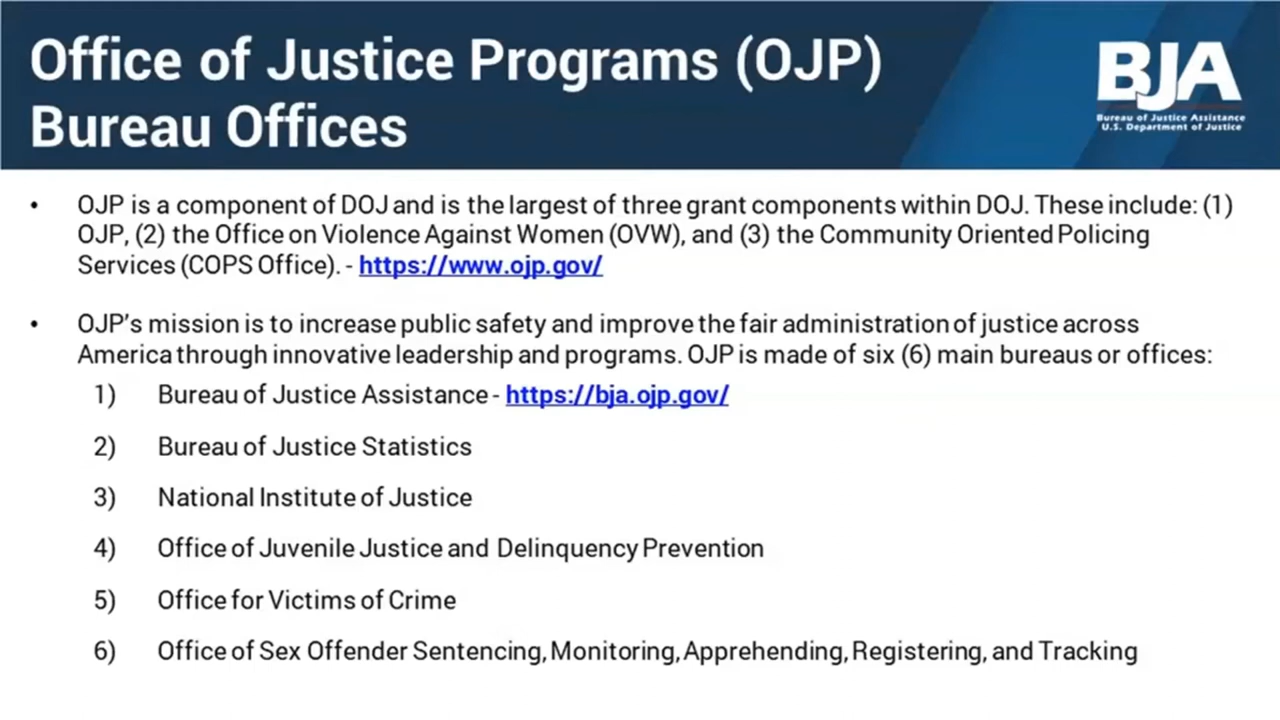 Office of Justice Programs (OJP)
Bureau Offices
BJA
Bureau of Justice Assistance
U.S. Department of Justice
• OJP is a component of DOJ and is the largest of three grant components within DOJ. These include: (1)
OJP, (2) the Office on Violence Against Women (OVW), and (3) the Community Oriented Policing
Services (COPS Office). - https://www.ojp.gov/
• OJP's mission is to increase public safety and improve the fair administration of justice across
America through innovative leadership and programs. OJP is made of six (6) main bureaus or offices:
1) Bureau of Justice Assistance - https://bja.ojp.gov/
2) Bureau of Justice Statistics
3) National Institute of Justice
4) Office of Juvenile Justice and Delinquency Prevention
5) Office for Victims of Crime
6) Office of Sex Offender Sentencing, Monitoring, Apprehending, Registering, and Tracking